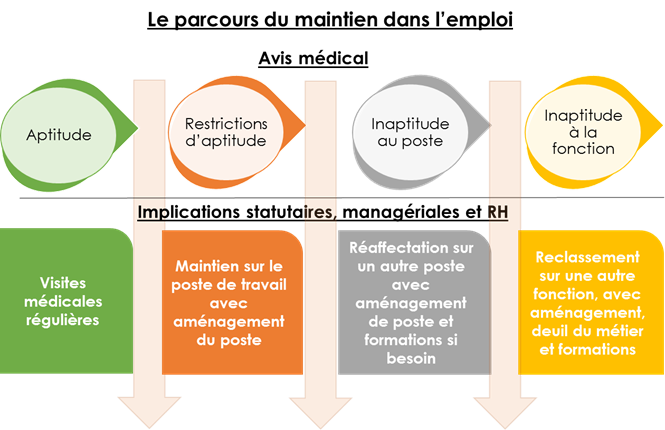 Le parcours du maintien dans l’emploi
Avis médical
Aptitude
Restrictions
d’aptitude
Inaptitude
au poste
Inaptitude
à la
fonction
Implications statutaires, managériales et RH
Visites
médicales
régulières
Maintien sur le
poste de travail
avec
aménagement
du poste
Réaffectation sur
un autre poste
avec
aménagement
de poste et
formations si
besoin
Reclassement
sur une autre
fonction, avec
aménagement,
deuil du métier
et formations